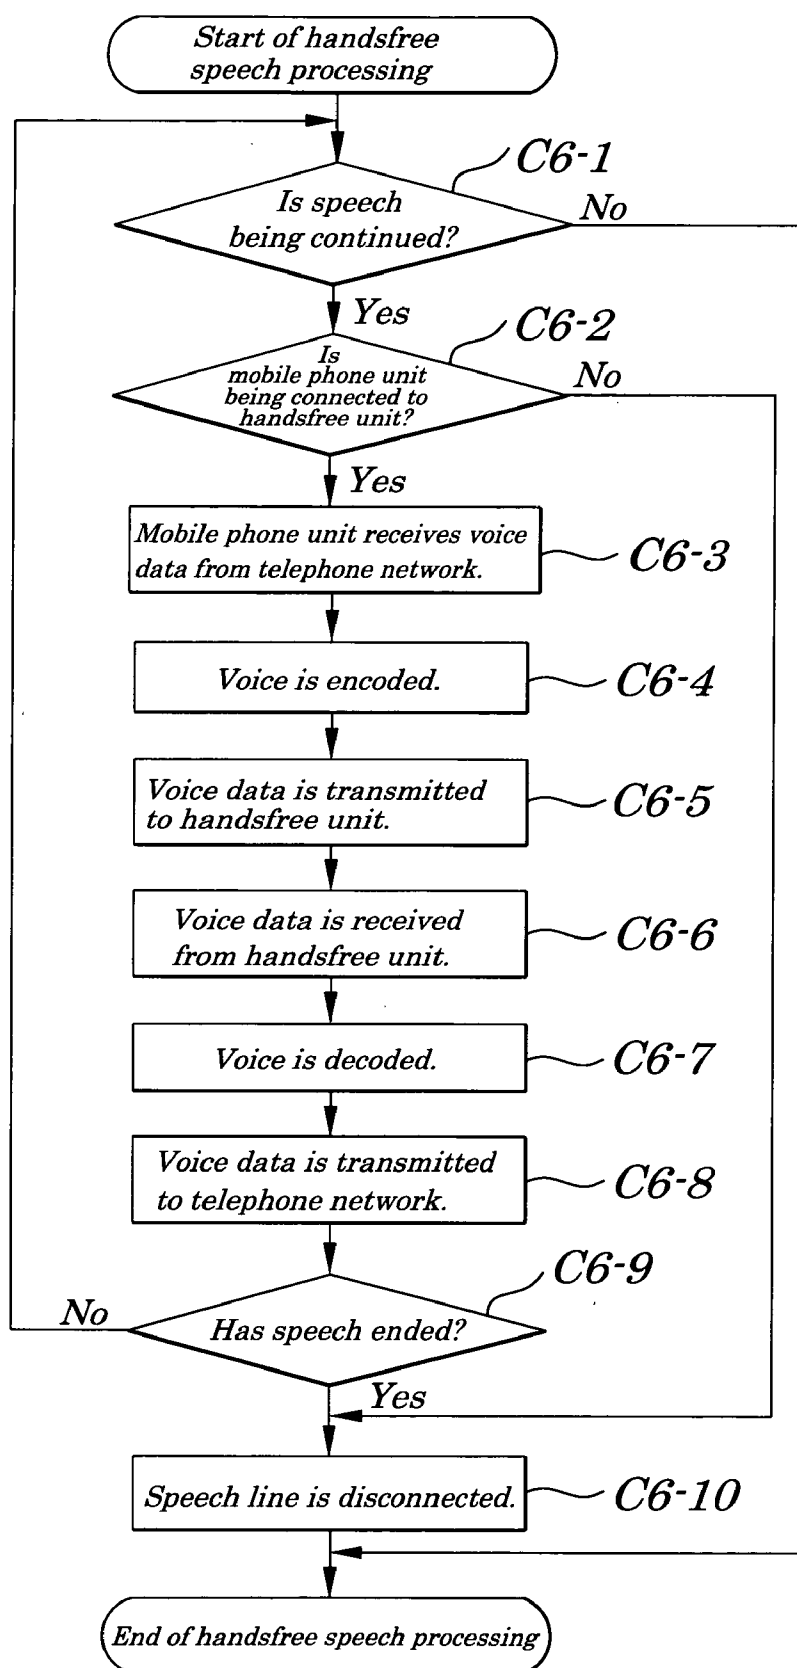 Start of handsfree
speech processing
C6-1
Is speech
being continued?
No
Yes
C6-2
Is
mobile phone unit
being connected to
handsfree unit?
No
Yes
Mobile phone unit receives voice
data from telephone network.
C6-3
Voice is encoded.
C6-4
Voice data is transmitted
to handsfree unit.
C6-5
Voice data is received
from handsfree unit.
C6-6
Voice is decoded.
C6-7
Voice data is transmitted
to telephone network.
C6-8
C6-9
No
Has speech ended?
Yes
Speech line is disconnected.
C6-10
End of handsfree speech processing